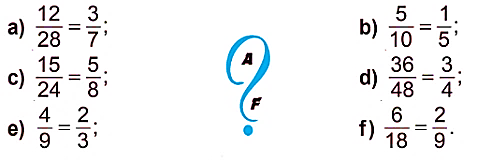 a) 12/28 = 3/7; b) 5/10 = 1/5;
c) 15/24 = 5/8; A d) 36/48 = 3/4;
F
e) 4/9 = 2/3; f) 6/18 = 2/9.